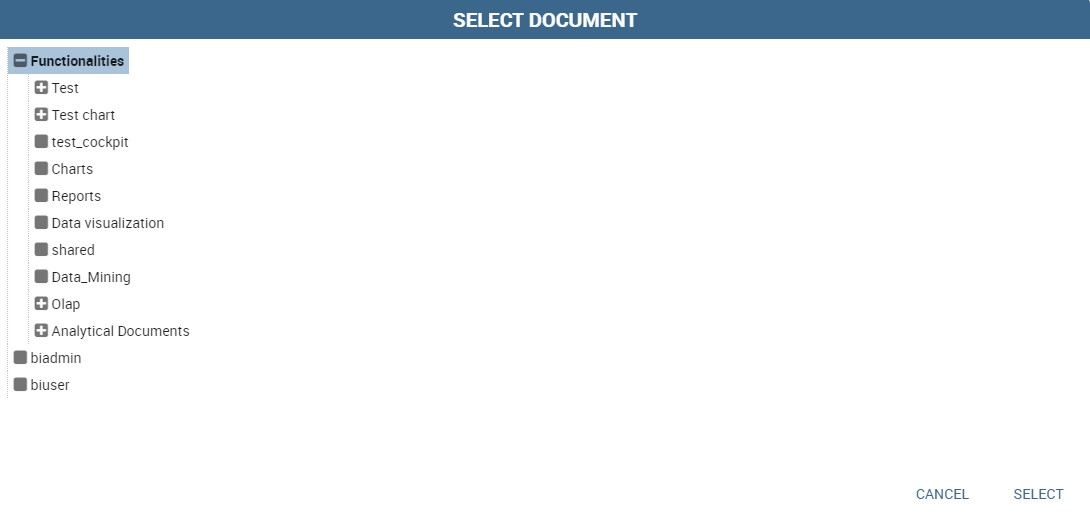 SELECT DOCUMENT
Functionalities
Test
Test chart
test_cockpit
Charts
Reports
Data visualization
shared
Data_Mining
Olap
Analytical Documents
biadmin
biuser
CANCEL SELECT